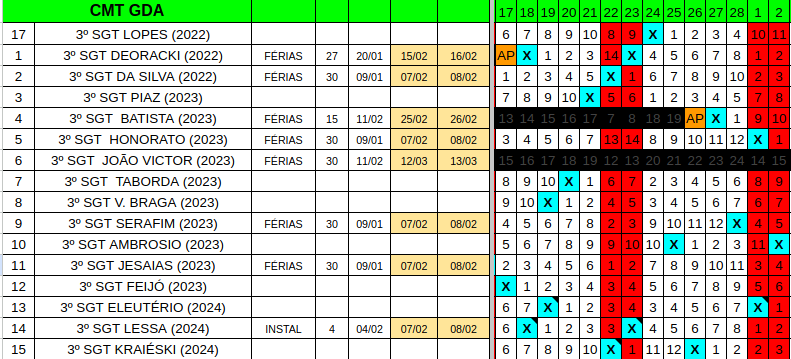 CMT GDA 17 18 19 20 21 22 23 24 25 26 27 28 1 2
17 3º SGT LOPES (2022) 6 7 8 9 10 8 9 X 1 2 3 4 10 11
1 3º SGT DEORACKI (2022) FÉRIAS 27 20/01 15/02 16/02 AP X 1 2 3 14 X 4 5 6 7 8 1 2
2 3º SGT DA SILVA (2022) FÉRIAS 30 09/01 07/02 08/02 1 2 3 4 5 X 1 6 7 8 9 10 2 3
3 3º SGT PIAZ (2023) 7 8 9 10 X 5 6 1 2 3 4 5 7 8
4 3º SGT BATISTA (2023) FÉRIAS 15 11/02 25/02 26/02 13 14 15 16 17 7 8 18 19 AP X 1 9 10
5 3º SGT HONORATO (2023) FÉRIAS 30 09/01 07/02 08/02 3 4 5 6 7 13 14 8 9 10 11 12 X 1
6 3º SGT JOÃO VICTOR (2023) FÉRIAS 30 11/02 12/03 13/03 15 16 17 18 19 12 13 20 21 22 23 24 14 15
7 3º SGT TABORDA (2023) 8 9 10 X 1 6 7 2 3 4 5 6 8 9
8 3º SGT V. BRAGA (2023) 9 10 X 1 2 4 5 3 4 5 6 7 6 7
9 3º SGT SERAFIM (2023) FÉRIAS 30 09/01 07/02 08/02 4 5 6 7 8 2 3 9 10 11 12 X 4 5
10 3º SGT AMBROSIO (2023) 5 6 7 8 9 9 10 10 X 1 2 3 11 X
11 3º SGT JESAIAS (2023) FÉRIAS 30 09/01 07/02 08/02 2 3 4 5 6 1 2 7 8 9 10 11 3 4
12 3º SGT FEIJÓ (2023) X 1 2 3 4 3 4 5 6 7 8 9 5 6
13 3º SGT ELEUTÉRIO (2024) 6 7 X 1 2 3 4 3 4 5 6 7 X 1
14 3º SGT LESSA (2024) INSTAL 4 04/02 07/02 08/02 6 X 1 2 3 3 X 4 5 6 7 8 1 2
15 3º SGT KRAIÉSKI (2024) 5 6 7 8 9 X 1 11 12 X 1 2 2 3